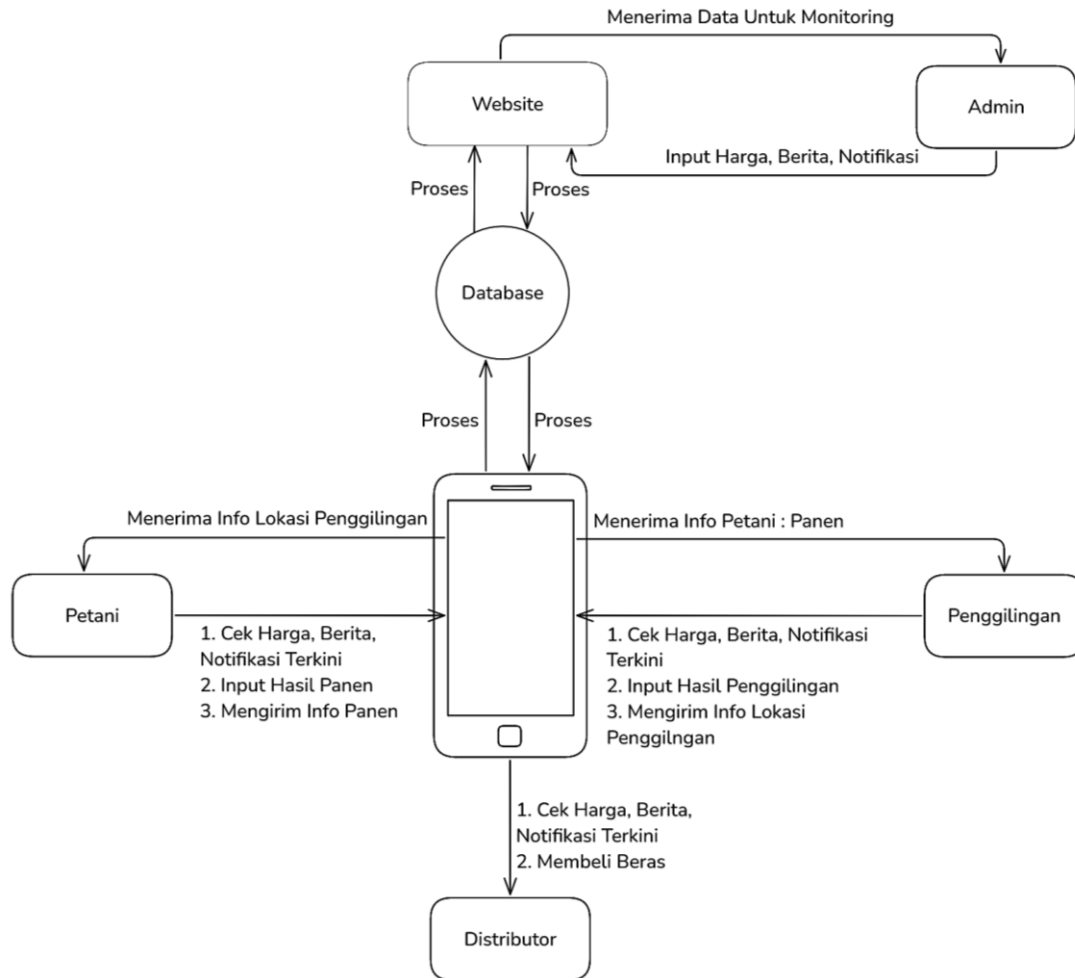 Menerima Data Untuk Monitoring
Website
Admin
Input Harga, Berita, Notifikasi
Proses
Proses
Database
Proses
Proses
Menerima Info Lokasi Penggilingan
Menerima Info Petani : Panen
Petani
Penggilingan
1. Cek Harga, Berita,
Notifikasi Terkini
2. Input Hasil Panen
3. Mengirim Info Panen
1. Cek Harga, Berita, Notifikasi
Terkini
2. Input Hasil Penggilingan
3. Mengirim Info Lokasi
Penggilngan
1. Cek Harga, Berita,
Notifikasi Terkini
2. Membeli Beras
Distributor